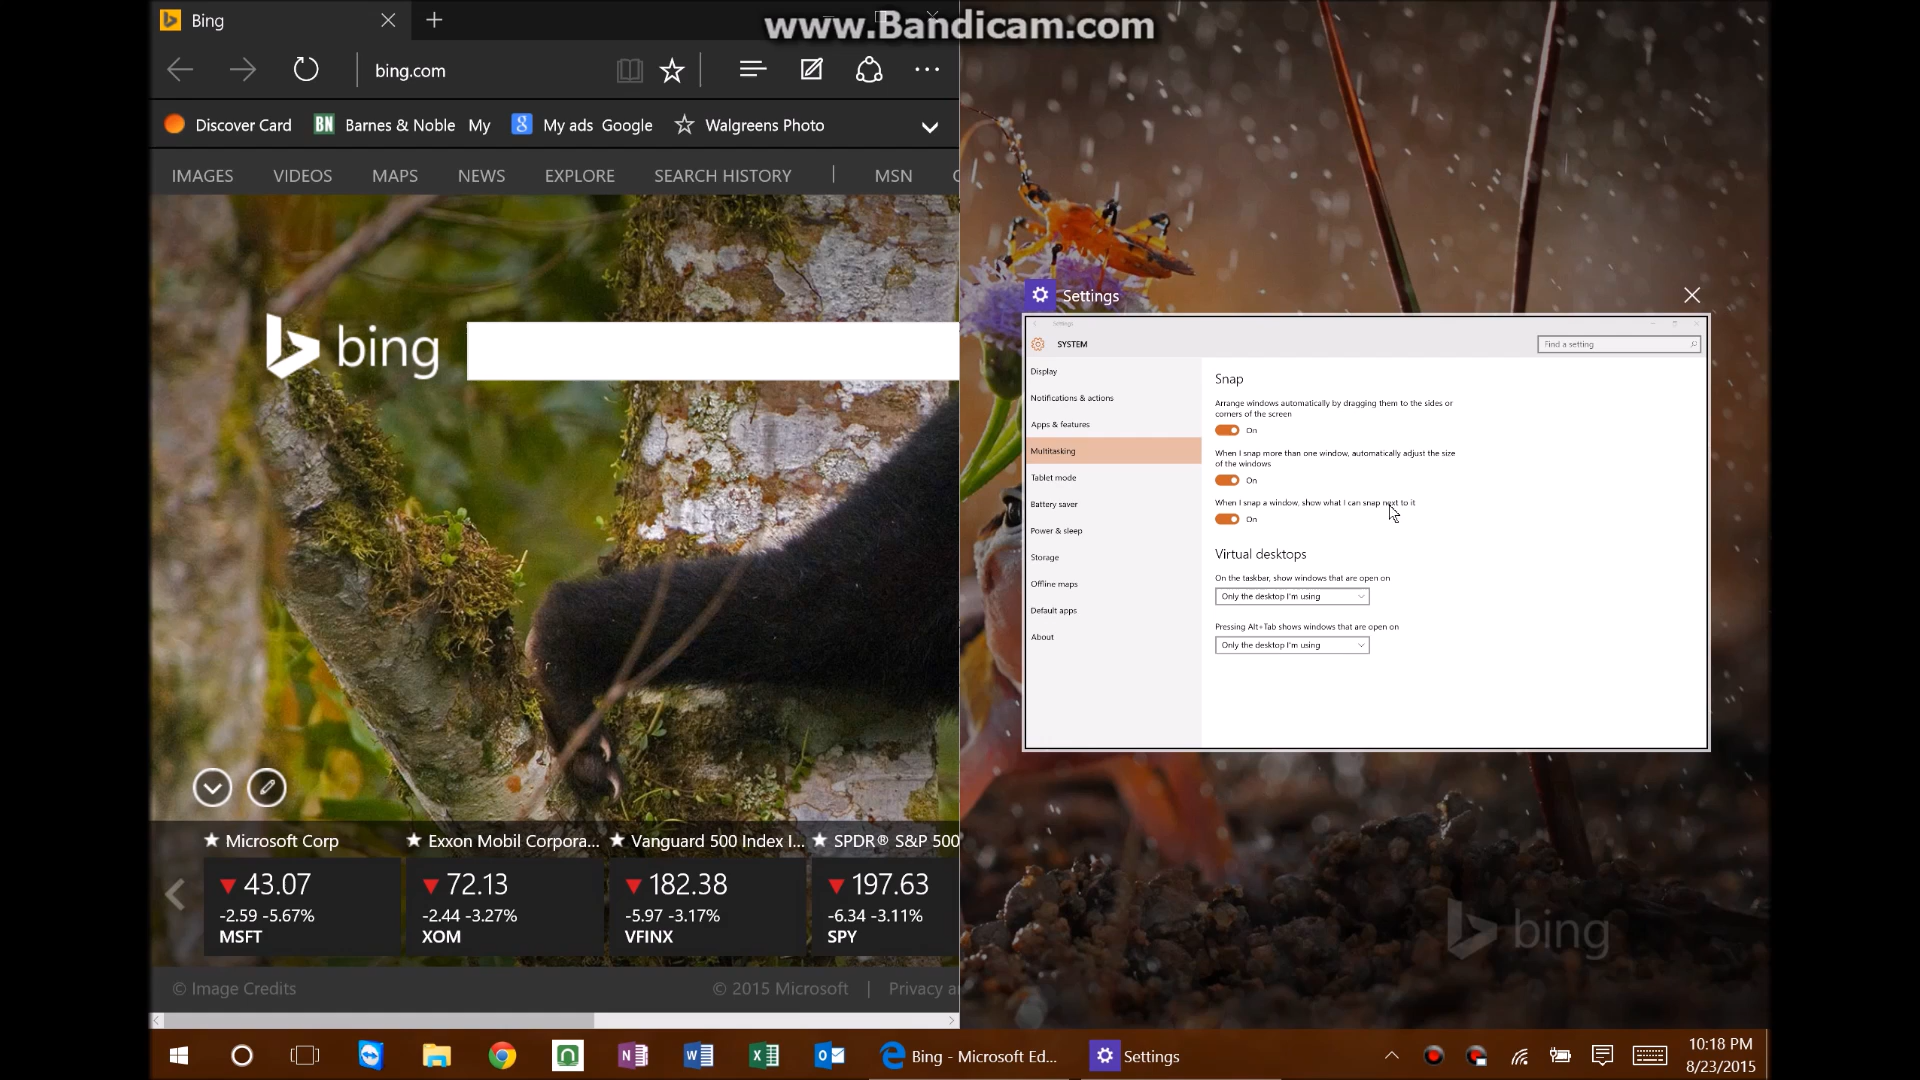 Bing
www.Bandicam.com
bing.com
Discover Card
BN
Barnes & Noble My
My ads Google
Walgreens Photo
IMAGES
VIDEOS
MAPS
NEWS
EXPLORE
SEARCH HISTORY
|
MSN
bing
Microsoft Corp
Exxon Mobil Corpora...
Vanguard 500 Index I...
SPDR® S&P 500
43.07
72.13
182.38
197.63
-2.59 -5.67%
-2.44 -3.27%
-5.97 -3.17%
-6.34 -3.11%
MSFT
XOM
VFINX
SPY
© Image Credits
© 2015 Microsoft | Privacy a
Settings
Settings
SYSTEM
Find a setting
Display
Notifications & actions
Apps & features
Multitasking
Tablet mode
Battery saver
Power & sleep
Storage
Offline maps
Default apps
About
Snap
Arrange windows automatically by dragging them to the sides or
corners of the screen
On
When I snap more than one window, automatically adjust the size
of the windows
On
When I snap a window, show what I can snap next to it
On
Virtual desktops
On the taskbar, show windows that are open on
Only the desktop I'm using
Pressing Alt+Tab shows windows that are open on
Only the desktop I'm using
bing
Bing - Microsoft Ed...
Settings
10:18 PM
8/23/2015